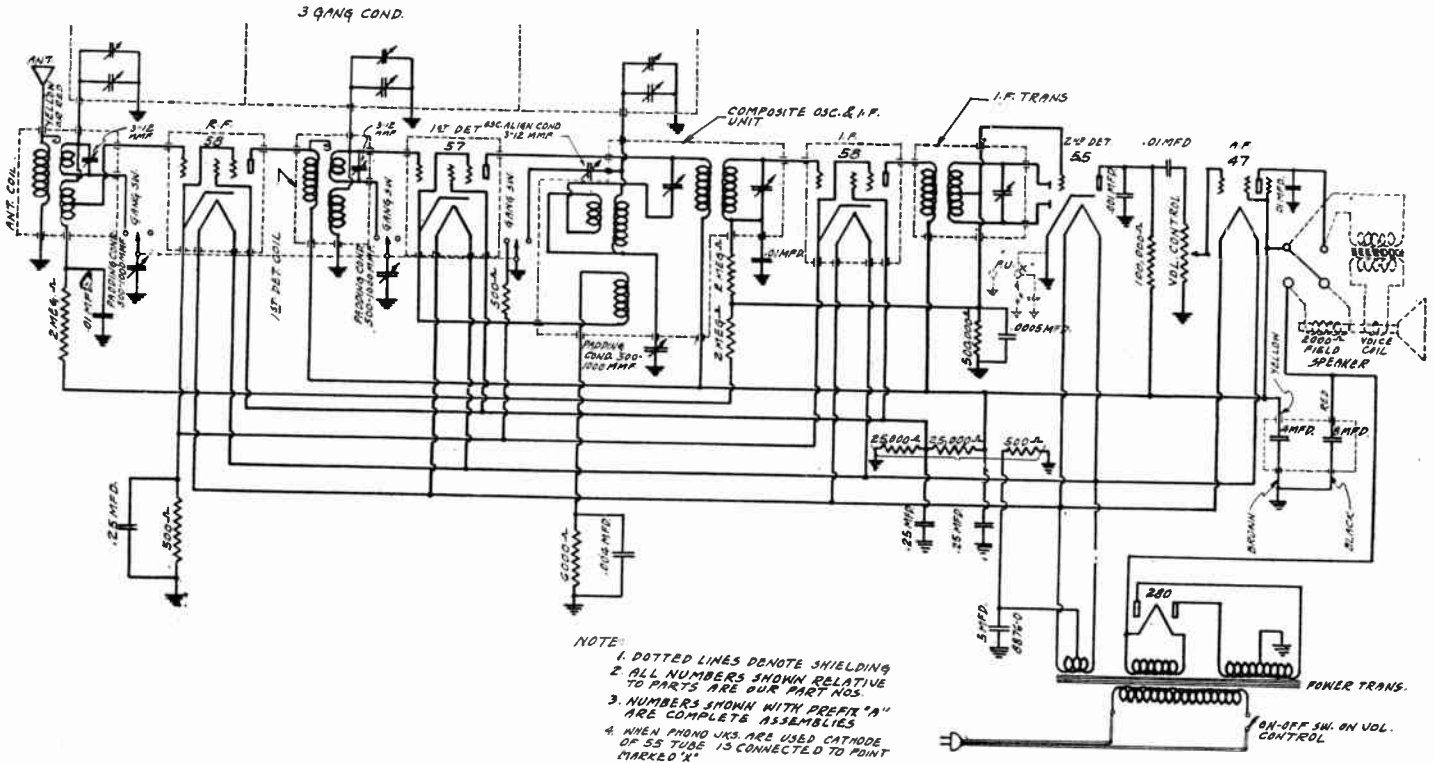 3 GANG COND.
ANT.
YELLOW
OR RED
3-12
MMF
ANT. COIL
GANG SW.
PADDING COND.
500-1000 MMF
.01 MFD
2 MEG Ω
R.F.
58
3-12
MMF
1ST DET COIL
GANG SW.
PADDING COND.
500-1000 MMF
1ST DET
57
OSC. ALIGN COND
3-12 MMF
GANG SW.
500 Ω
COMPOSITE OSC. & I.F.
UNIT
PADDING
COND. 500-
1000 MMF
2 MEG Ω
2 MEG Ω
.01 MFD
I.F.
58
I.F. TRANS
2ND DET
55
P.U.
X
.0005 MFD.
500,000 Ω
.001 MFD
.01 MFD
100,000 Ω
VOL CONTROL
A.F.
47
.01 MFD.
2000 Ω
FIELD
VOICE
COIL
SPEAKER
YELLOW
RED
8 MFD.
8 MFD.
BROWN
BLACK
25,000 Ω
25,000 Ω
500 Ω
.25 MFD.
500 Ω
6000 Ω
.004 MFD.
.25 MFD
.25 MFD.
5 MFD.
8876-D
280
POWER TRANS.
ON-OFF SW. ON VOL.
CONTROL
NOTE:
1. DOTTED LINES DENOTE SHIELDING
2. ALL NUMBERS SHOWN RELATIVE
TO PARTS ARE OUR PART NOS.
3. NUMBERS SHOWN WITH PREFIX "A"
ARE COMPLETE ASSEMBLIES
4. WHEN PHONO JKS. ARE USED CATHODE
OF 55 TUBE IS CONNECTED TO POINT
MARKED "X"